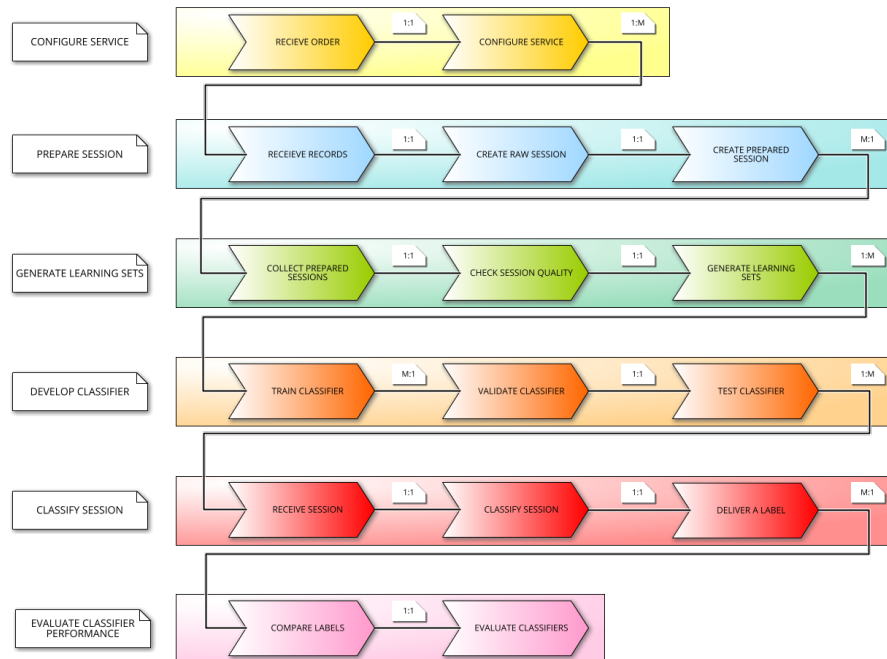 CONFIGURE SERVICE
RECIEVE ORDER
1:1
CONFIGURE SERVICE
1:M
PREPARE SESSION
RECEIEVE RECORDS
1:1
CREATE RAW SESSION
1:1
CREATE PREPARED
SESSION
M:1
GENERATE LEARNING SETS
COLLECT PREPARED
SESSIONS
1:1
CHECK SESSION QUALITY
1:1
GENERATE LEARNING
SETS
1:M
DEVELOP CLASSIFIER
TRAIN CLASSIFIER
M:1
VALIDATE CLASSIFIER
1:1
TEST CLASSIFIER
1:M
CLASSIFY SESSION
RECEIVE SESSION
1:1
CLASSIFY SESSION
1:1
DELIVER A LABEL
M:1
EVALUATE CLASSIFIER
PERFORMANCE
COMPARE LABELS
1:1
EVALUATE CLASSIFIERS